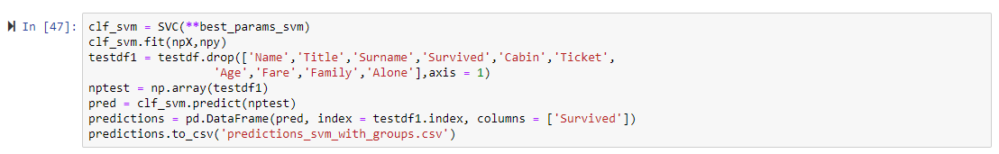 In [47]:
clf_svm = SVC(**best_params_svm)
clf_svm.fit(npX,npy)
testdf1 = testdf.drop(['Name','Title','Surname','Survived','Cabin','Ticket',
                  'Age','Fare','Family','Alone'],axis = 1)
nptest = np.array(testdf1)
pred = clf_svm.predict(nptest)
predictions = pd.DataFrame(pred, index = testdf1.index, columns = ['Survived'])
predictions.to_csv('predictions_svm_with_groups.csv')